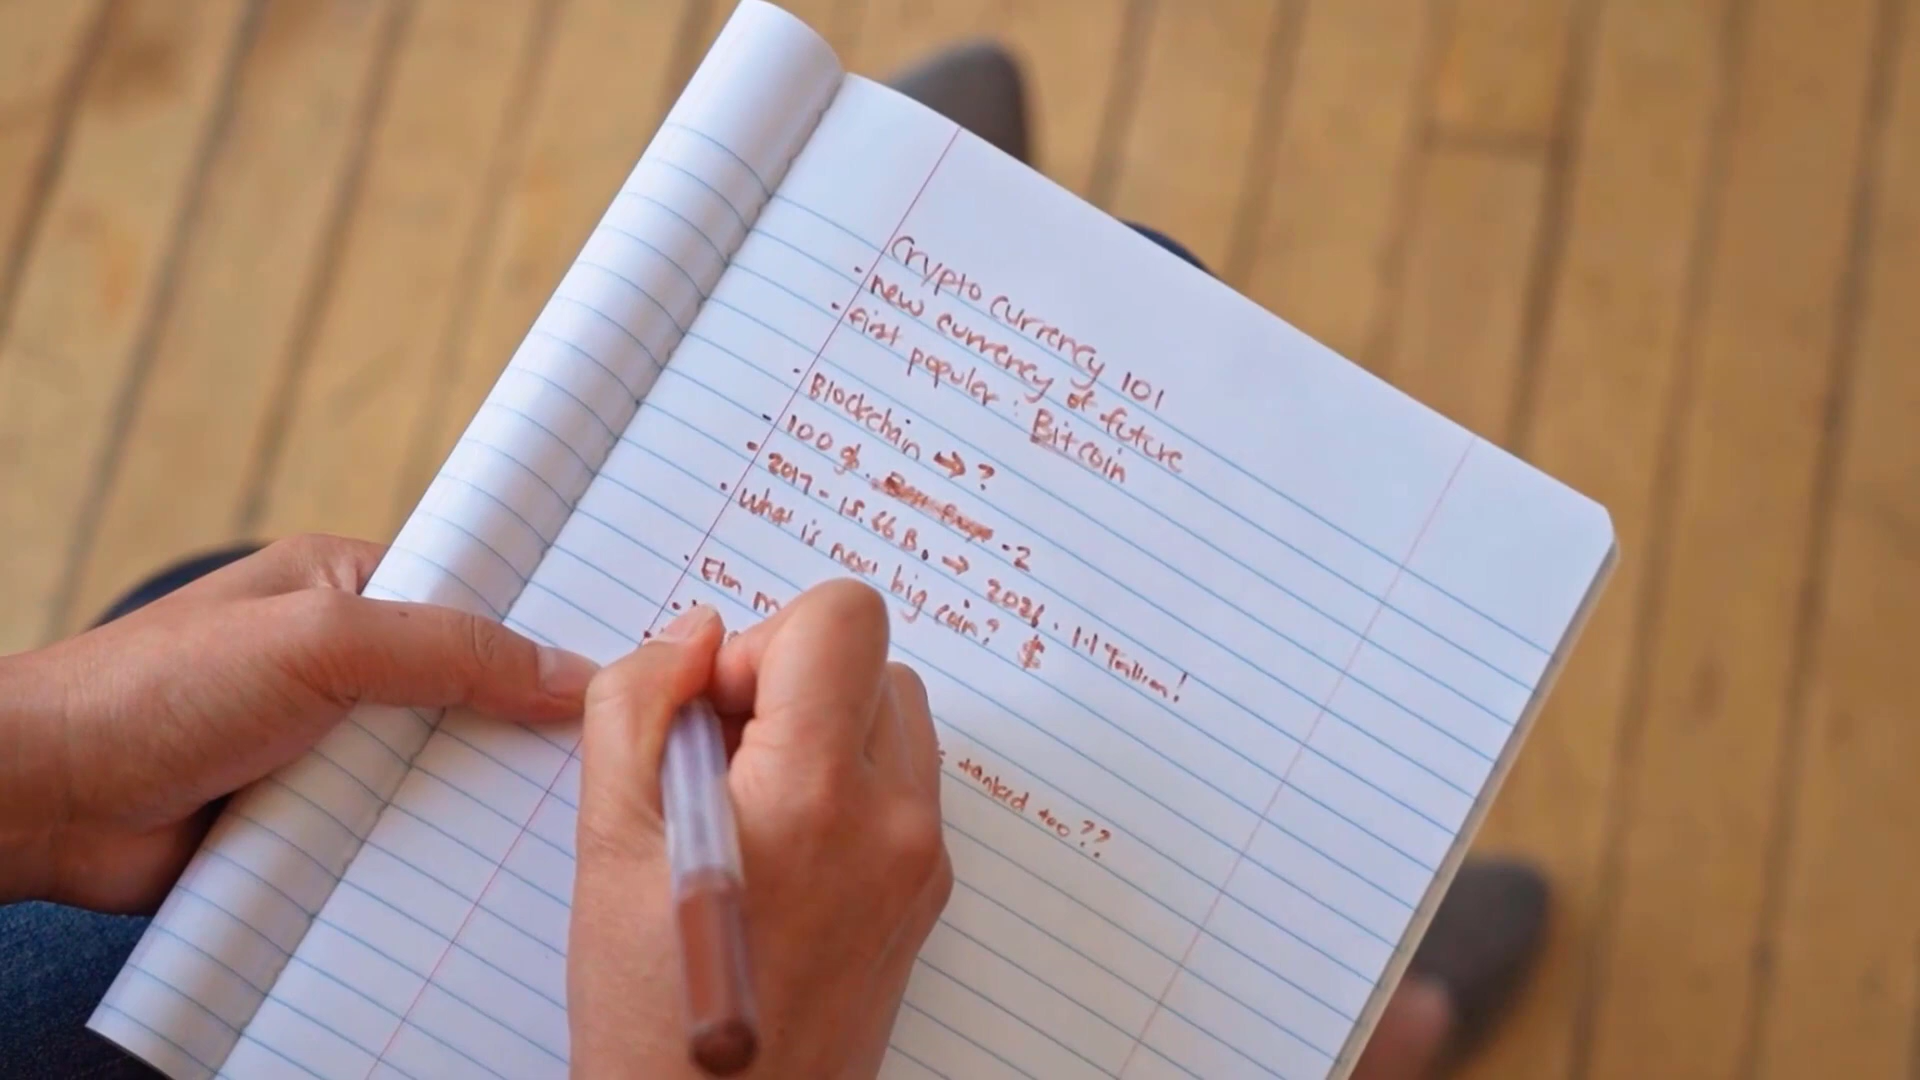 Crypto currency 101
· new currency of future
· first popular : Bitcoin
· Blockchain → ?
- 100 2
· 2017 - 15.66 B. → 1.1 Trillion!
· What is next big coin? $
· Elon
tanked too ??